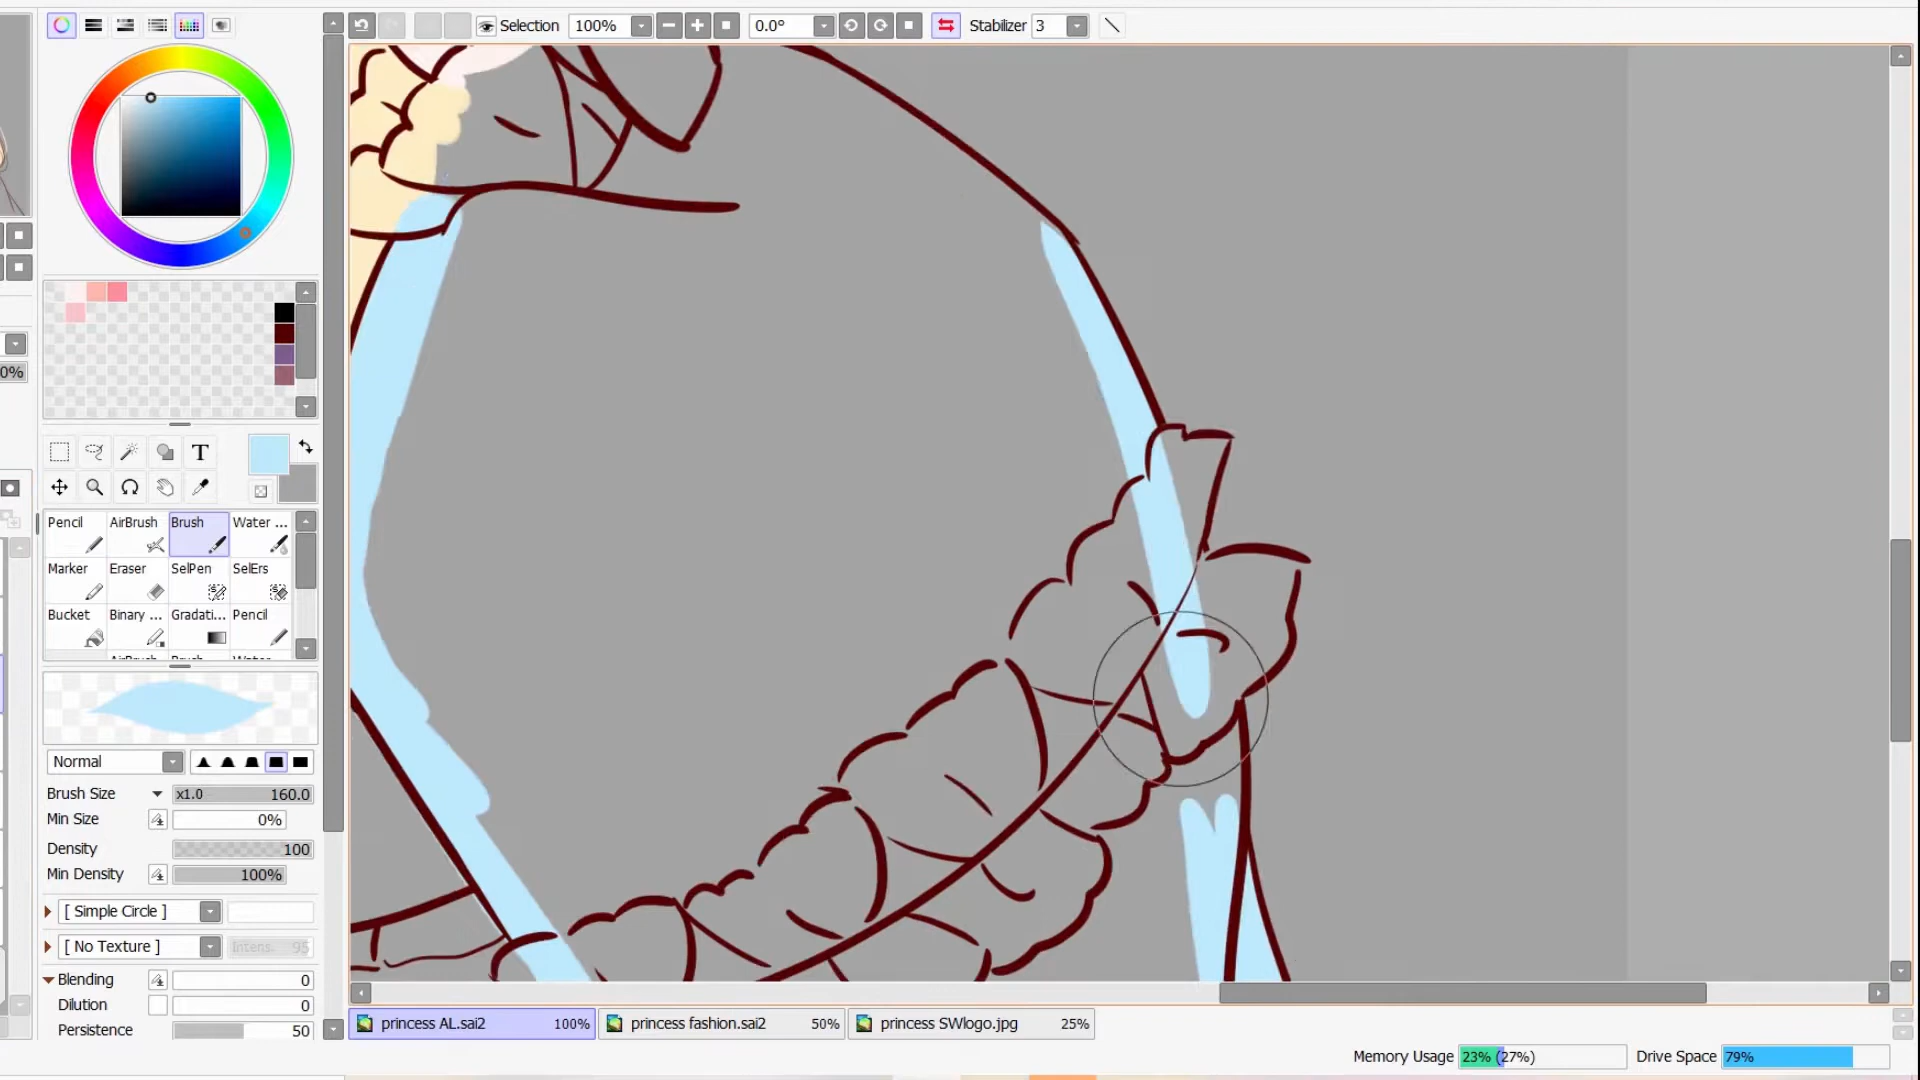 Selection 100% 0.0° Stabilizer 3
0%
T
Pencil AirBrush Brush Water ...
Marker Eraser SelPen SelErs
Bucket Binary ... Gradati... Pencil
Normal
Brush Size x1.0 160.0
Min Size 0%
Density 100
Min Density 100%
[ Simple Circle ]
[ No Texture ] Intens. 95
Blending 0
Dilution 0
Persistence 50
princess AL.sai2 100% princess fashion.sai2 50% princess SWlogo.jpg 25%
Memory Usage 23% (27%) Drive Space 79%